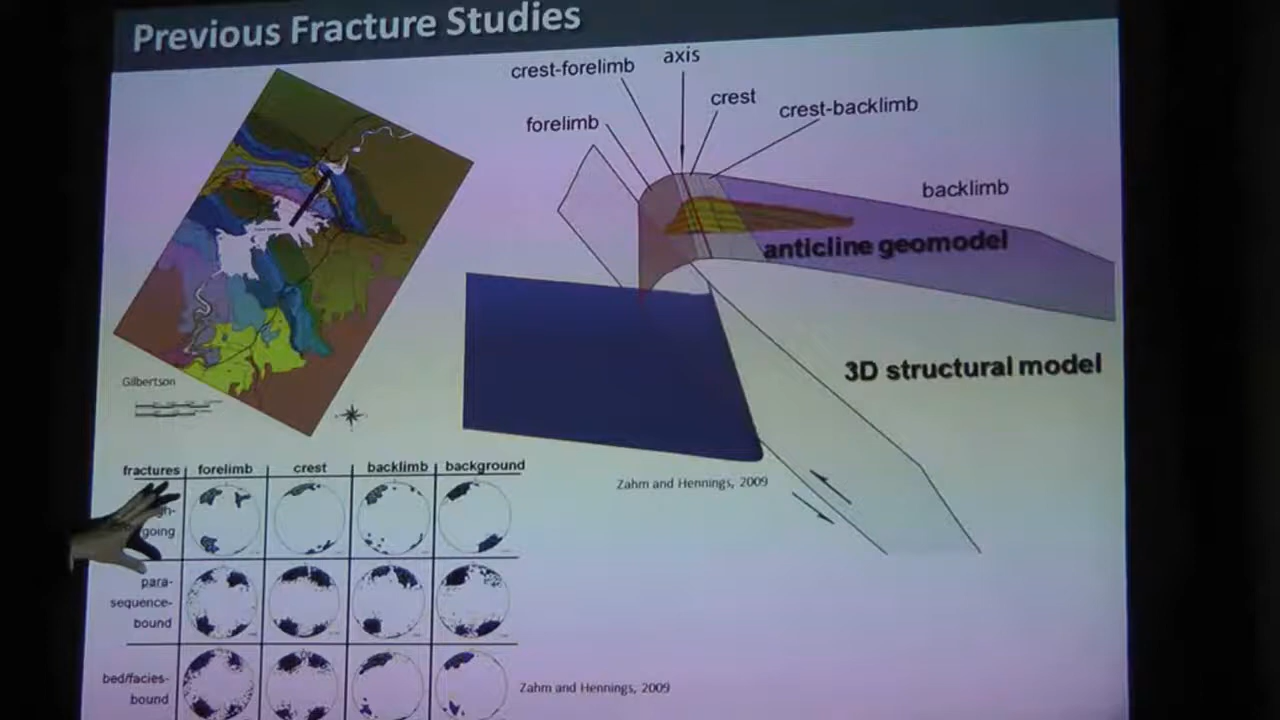 Previous Fracture Studies
crest-forelimb
axis
crest
crest-backlimb
forelimb
backlimb
anticline geomodel
3D structural model
Gilbertson
Zahm and Hennings, 2009
fractures forelimb crest backlimb background
going
para-
sequence-
bound
bed/facies-
bound
Zahm and Hennings, 2009